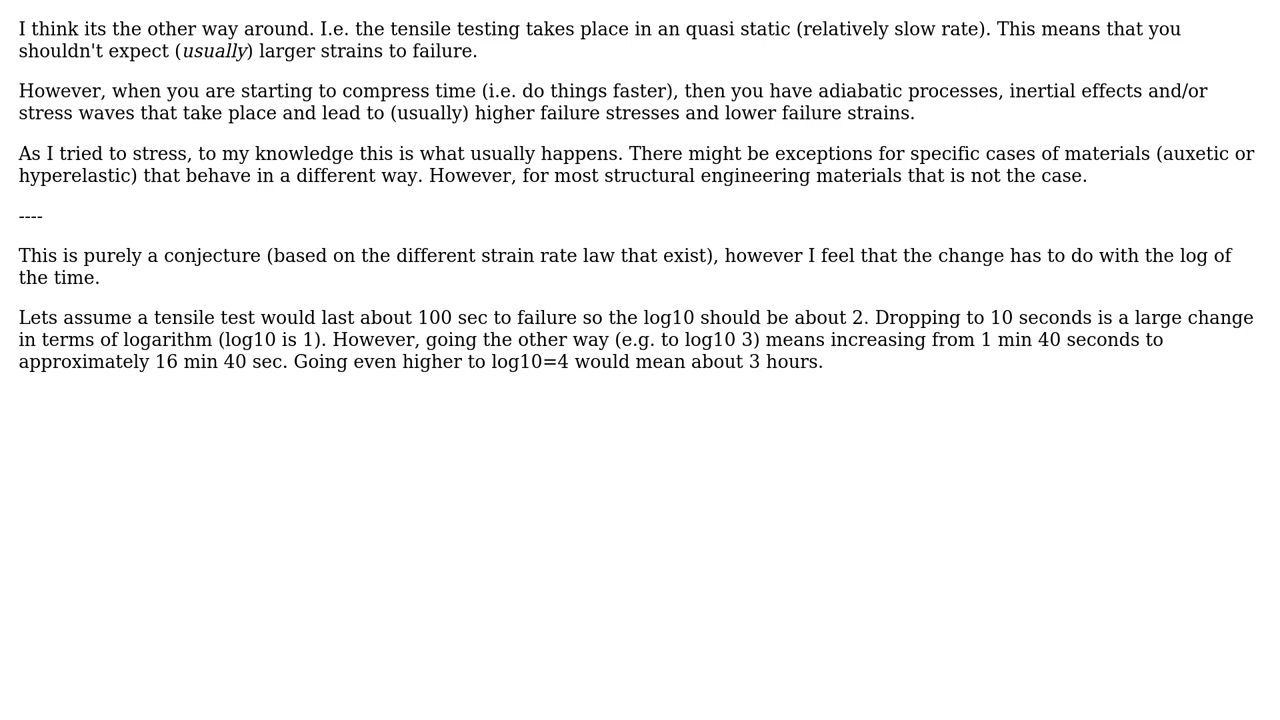 I think its the other way around. I.e. the tensile testing takes place in an quasi static (relatively slow rate). This means that you
shouldn't expect (usually) larger strains to failure.
However, when you are starting to compress time (i.e. do things faster), then you have adiabatic processes, inertial effects and/or
stress waves that take place and lead to (usually) higher failure stresses and lower failure strains.
As I tried to stress, to my knowledge this is what usually happens. There might be exceptions for specific cases of materials (auxetic or
hyperelastic) that behave in a different way. However, for most structural engineering materials that is not the case.
----
This is purely a conjecture (based on the different strain rate law that exist), however I feel that the change has to do with the log of
the time.
Lets assume a tensile test would last about 100 sec to failure so the log10 should be about 2. Dropping to 10 seconds is a large change
in terms of logarithm (log10 is 1). However, going the other way (e.g. to log10 3) means increasing from 1 min 40 seconds to
approximately 16 min 40 sec. Going even higher to log10=4 would mean about 3 hours.